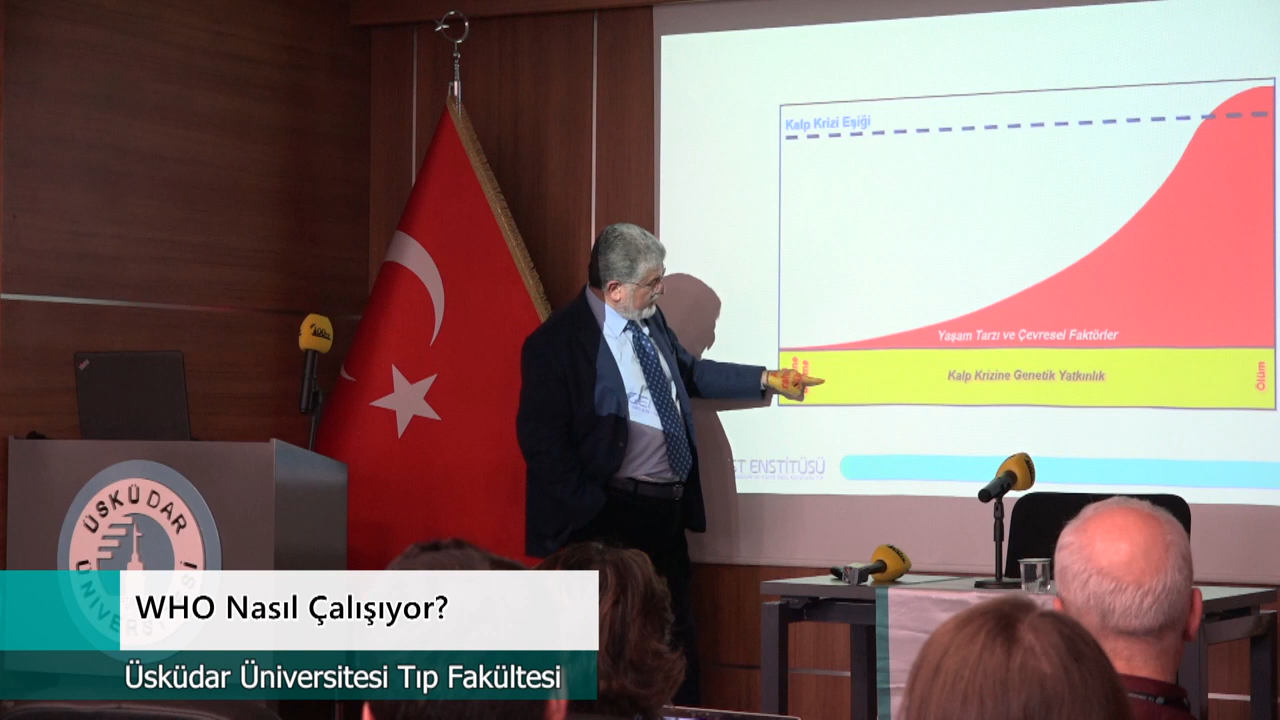 Kalp Krizi Eşiği
Yaşam Tarzı ve Çevresel Faktörler
Kalp Krizine Genetik Yatkınlık
Ölüm
ENSTİTÜSÜ
ÜSKÜDAR
WHO Nasıl Çalışıyor?
Üsküdar Üniversitesi Tıp Fakültesi